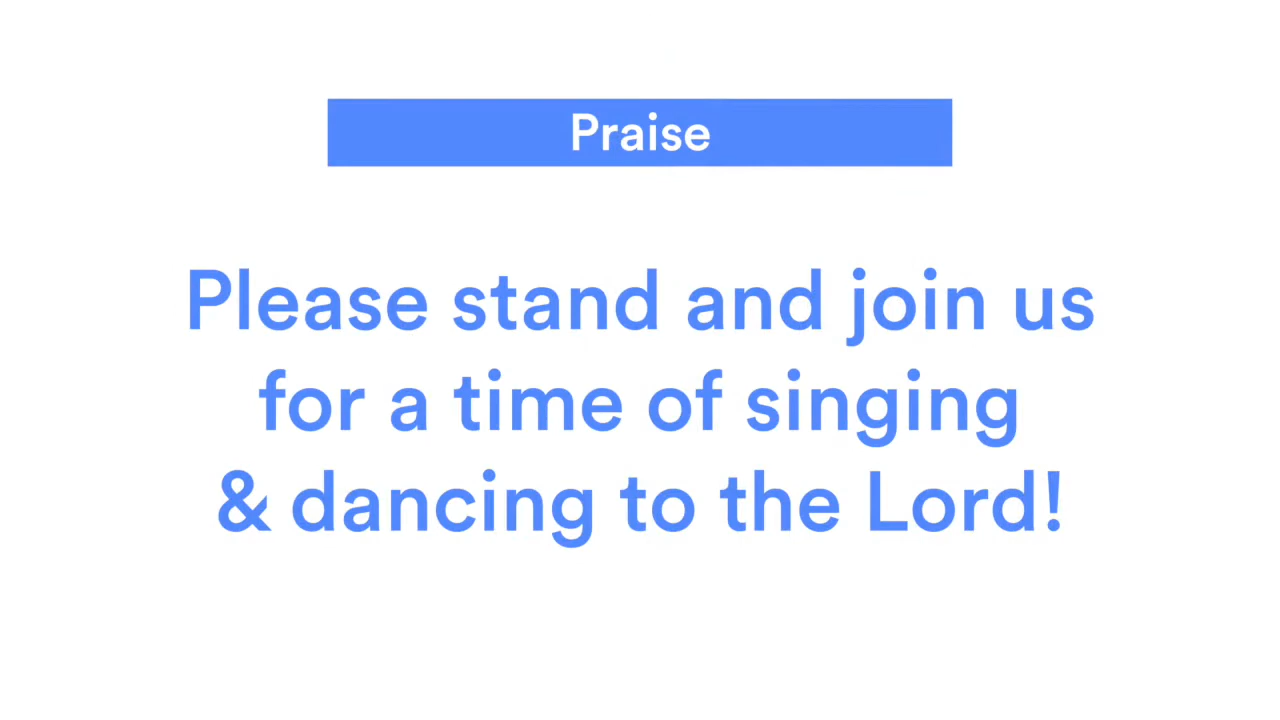 Praise
Please stand and join us
for a time of singing
& dancing to the Lord!